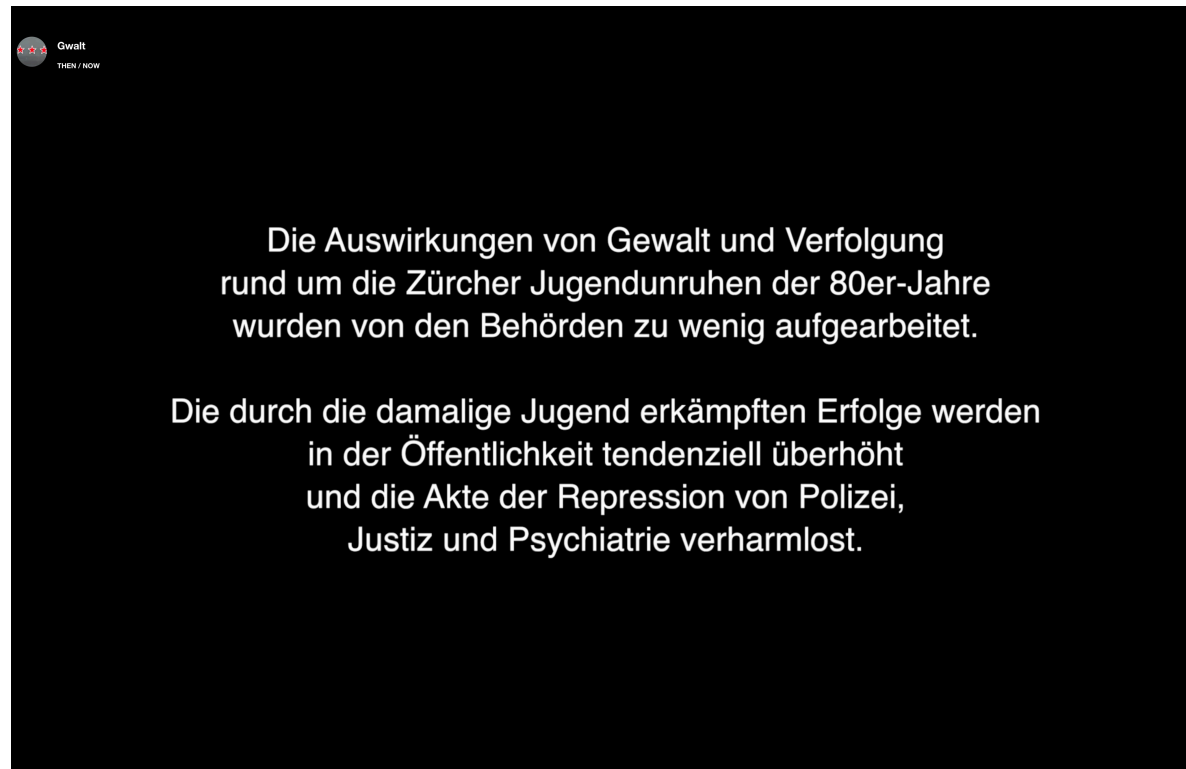 Gwalt
THEN / NOW
Die Auswirkungen von Gewalt und Verfolgung
rund um die Zürcher Jugendunruhen der 80er-Jahre
wurden von den Behörden zu wenig aufgearbeitet.
Die durch die damalige Jugend erkämpften Erfolge werden
in der Öffentlichkeit tendenziell überhöht
und die Akte der Repression von Polizei,
Justiz und Psychiatrie verharmlost.